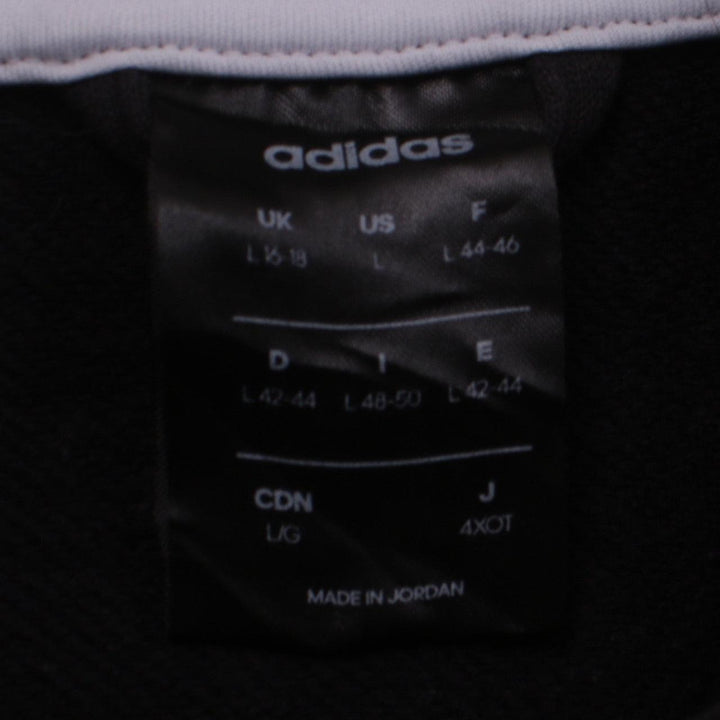 adidas
UK US F
L 16-18 L L 44-46
D I E
L 42-44 L 48-50 L 42-44
CDN J
L/G 4XOT
MADE IN JORDAN